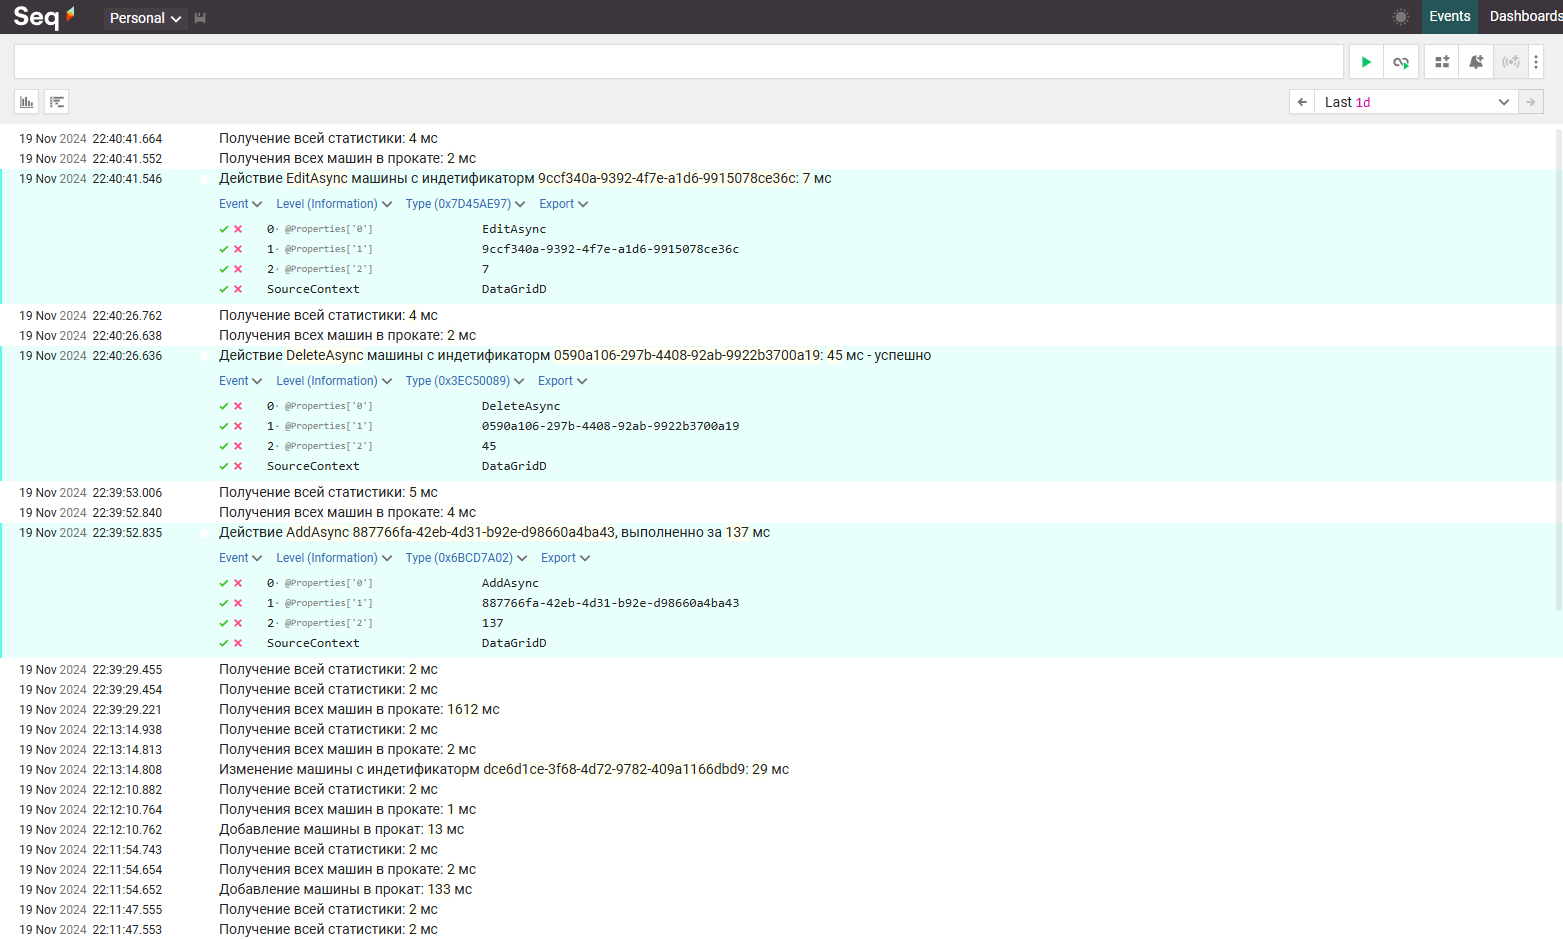 Seq Personal Events Dashboards
Last 1d
19 Nov 2024 22:40:41.664 Получение всей статистики: 4 мс
19 Nov 2024 22:40:41.552 Получения всех машин в прокате: 2 мс
19 Nov 2024 22:40:41.546 Действие EditAsync машины с индетификаторм 9ccf340a-9392-4f7e-a1d6-9915078ce36c: 7 мс
Event Level (Information) Type (0x7D45AE97) Export
0· @Properties['0'] EditAsync
1· @Properties['1'] 9ccf340a-9392-4f7e-a1d6-9915078ce36c
2· @Properties['2'] 7
SourceContext DataGridD
19 Nov 2024 22:40:26.762 Получение всей статистики: 4 мс
19 Nov 2024 22:40:26.638 Получения всех машин в прокате: 2 мс
19 Nov 2024 22:40:26.636 Действие DeleteAsync машины с индетификаторм 0590a106-297b-4408-92ab-9922b3700a19: 45 мс - успешно
Event Level (Information) Type (0x3EC50089) Export
0· @Properties['0'] DeleteAsync
1· @Properties['1'] 0590a106-297b-4408-92ab-9922b3700a19
2· @Properties['2'] 45
SourceContext DataGridD
19 Nov 2024 22:39:53.006 Получение всей статистики: 5 мс
19 Nov 2024 22:39:52.840 Получения всех машин в прокате: 4 мс
19 Nov 2024 22:39:52.835 Действие AddAsync 887766fa-42eb-4d31-b92e-d98660a4ba43, выполненно за 137 мс
Event Level (Information) Type (0x6BCD7A02) Export
0· @Properties['0'] AddAsync
1· @Properties['1'] 887766fa-42eb-4d31-b92e-d98660a4ba43
2· @Properties['2'] 137
SourceContext DataGridD
19 Nov 2024 22:39:29.455 Получение всей статистики: 2 мс
19 Nov 2024 22:39:29.454 Получение всей статистики: 2 мс
19 Nov 2024 22:39:29.221 Получения всех машин в прокате: 1612 мс
19 Nov 2024 22:13:14.938 Получение всей статистики: 2 мс
19 Nov 2024 22:13:14.813 Получения всех машин в прокате: 2 мс
19 Nov 2024 22:13:14.808 Изменение машины с индетификаторм dce6d1ce-3f68-4d72-9782-409a1166dbd9: 29 мс
19 Nov 2024 22:12:10.882 Получение всей статистики: 2 мс
19 Nov 2024 22:12:10.764 Получения всех машин в прокате: 1 мс
19 Nov 2024 22:12:10.762 Добавление машины в прокат: 13 мс
19 Nov 2024 22:11:54.743 Получение всей статистики: 2 мс
19 Nov 2024 22:11:54.654 Получения всех машин в прокате: 2 мс
19 Nov 2024 22:11:54.652 Добавление машины в прокат: 133 мс
19 Nov 2024 22:11:47.555 Получение всей статистики: 2 мс
19 Nov 2024 22:11:47.553 Получение всей статистики: 2 мс